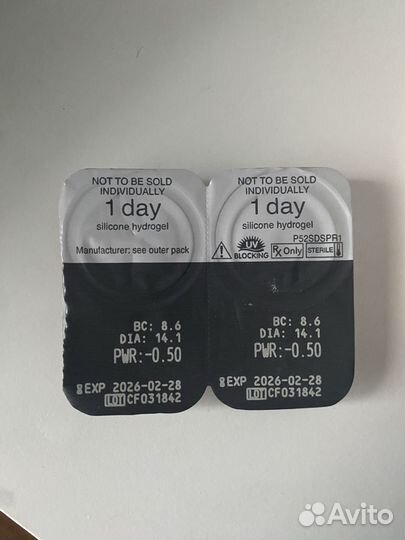 NOT TO BE SOLD
INDIVIDUALLY
1 day
silicone hydrogel
Manufacturer: see outer pack
BC: 8.6
DIA: 14.1
PWR:-0.50
EXP 2026-02-28
LOT CF031842
NOT TO BE SOLD
INDIVIDUALLY
1 day
silicone hydrogel
P52SDSPR1
UV
BLOCKING
Rx Only
STERILE
BC: 8.6
DIA: 14.1
PWR:-0.50
EXP 2026-02-28
LOT CF031842
Avito